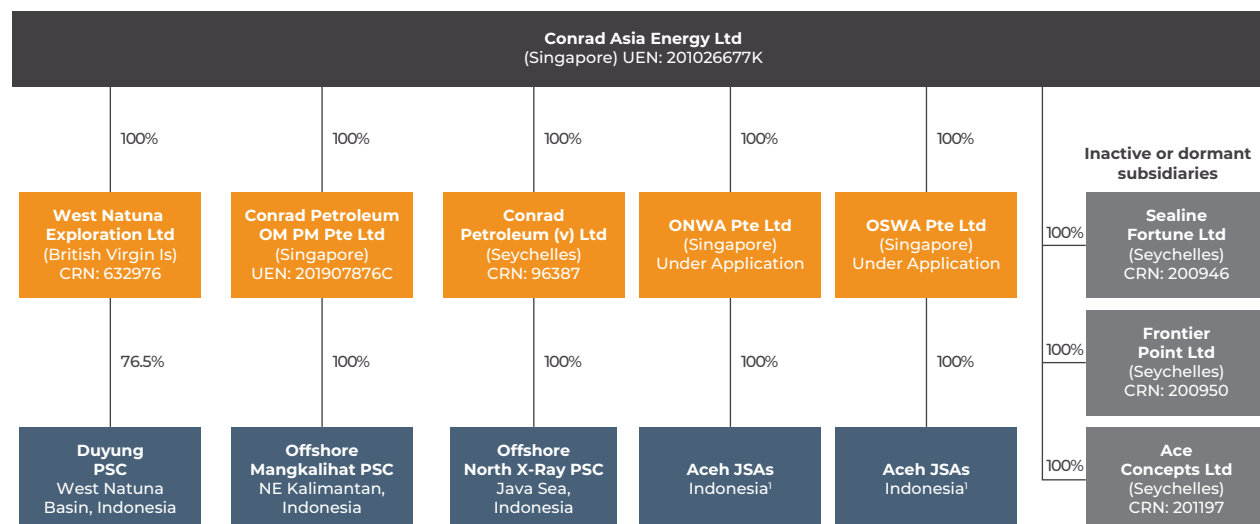 Conrad Asia Energy Ltd
(Singapore) UEN: 201026677K
100%
100%
100%
100%
100%
Inactive or dormant
subsidiaries
West Natuna
Exploration Ltd
(British Virgin Is)
CRN: 632976
Conrad Petroleum
OM PM Pte Ltd
(Singapore)
UEN: 201907876C
Conrad
Petroleum (v) Ltd
(Seychelles)
CRN: 96387
ONWA Pte Ltd
(Singapore)
Under Application
OSWA Pte Ltd
(Singapore)
Under Application
100%
Sealine
Fortune Ltd
(Seychelles)
CRN: 200946
76.5%
100%
100%
100%
100%
100%
Frontier
Point Ltd
(Seychelles)
CRN: 200950
Duyung
PSC
West Natuna
Basin, Indonesia
Offshore
Mangkalihat PSC
NE Kalimantan,
Indonesia
Offshore
North X-Ray PSC
Java Sea,
Indonesia
Aceh JSAs
Indonesia¹
Aceh JSAs
Indonesia¹
100%
Ace
Concepts Ltd
(Seychelles)
CRN: 201197